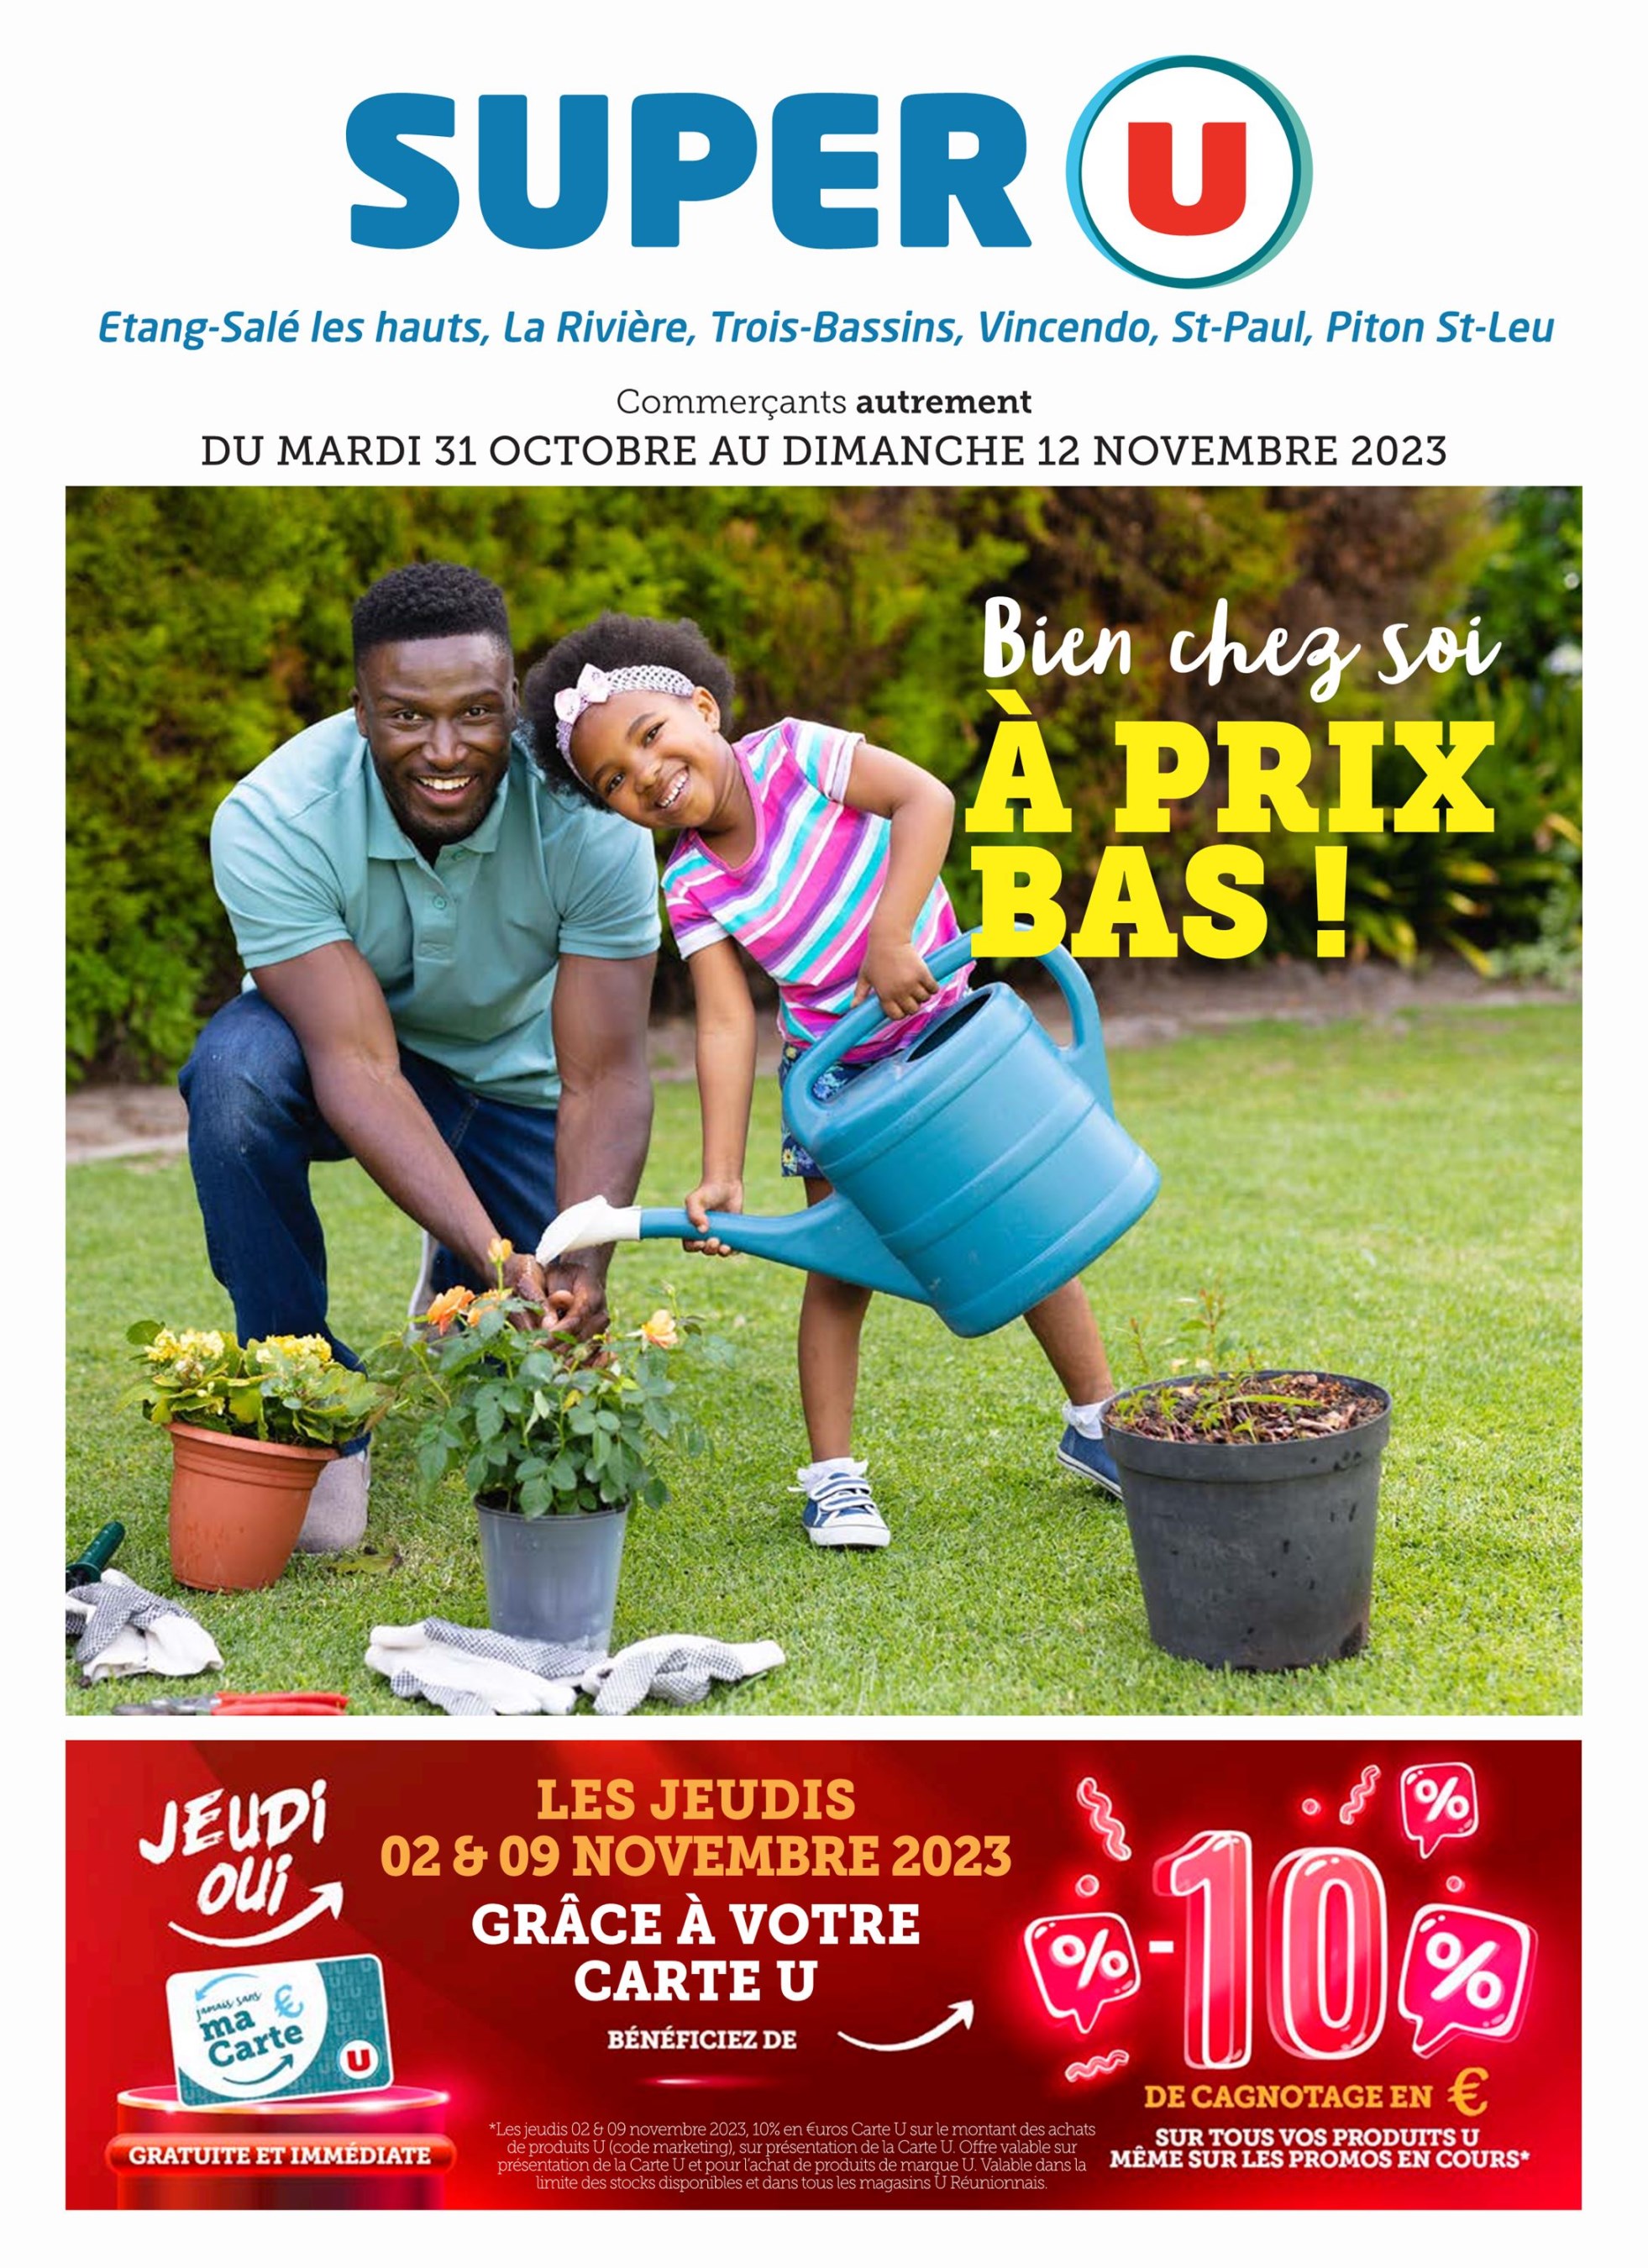 SUPER U
Etang-Salé les hauts, La Rivière, Trois-Bassins, Vincendo, St-Paul, Piton St-Leu
Commerçants autrement
DU MARDI 31 OCTOBRE AU DIMANCHE 12 NOVEMBRE 2023
Bien chez soi
À PRIX
BAS !
JEUDi
OUi
LES JEUDIS
02 & 09 NOVEMBRE 2023
GRÂCE À VOTRE
CARTE U
BÉNÉFICIEZ DE
jamais sans
€
ma
Carte
U
GRATUITE ET IMMÉDIATE
*Les jeudis 02 & 09 novembre 2023, 10% en €uros Carte U sur le montant des achats
de produits U (code marketing), sur présentation de la Carte U. Offre valable sur
présentation de la Carte U et pour l'achat de produits de marque U. Valable dans la
limite des stocks disponibles et dans tous les magasins U Réunionnais.
%
% -10 %
DE CAGNOTAGE EN €
SUR TOUS VOS PRODUITS U
MÊME SUR LES PROMOS EN COURS*